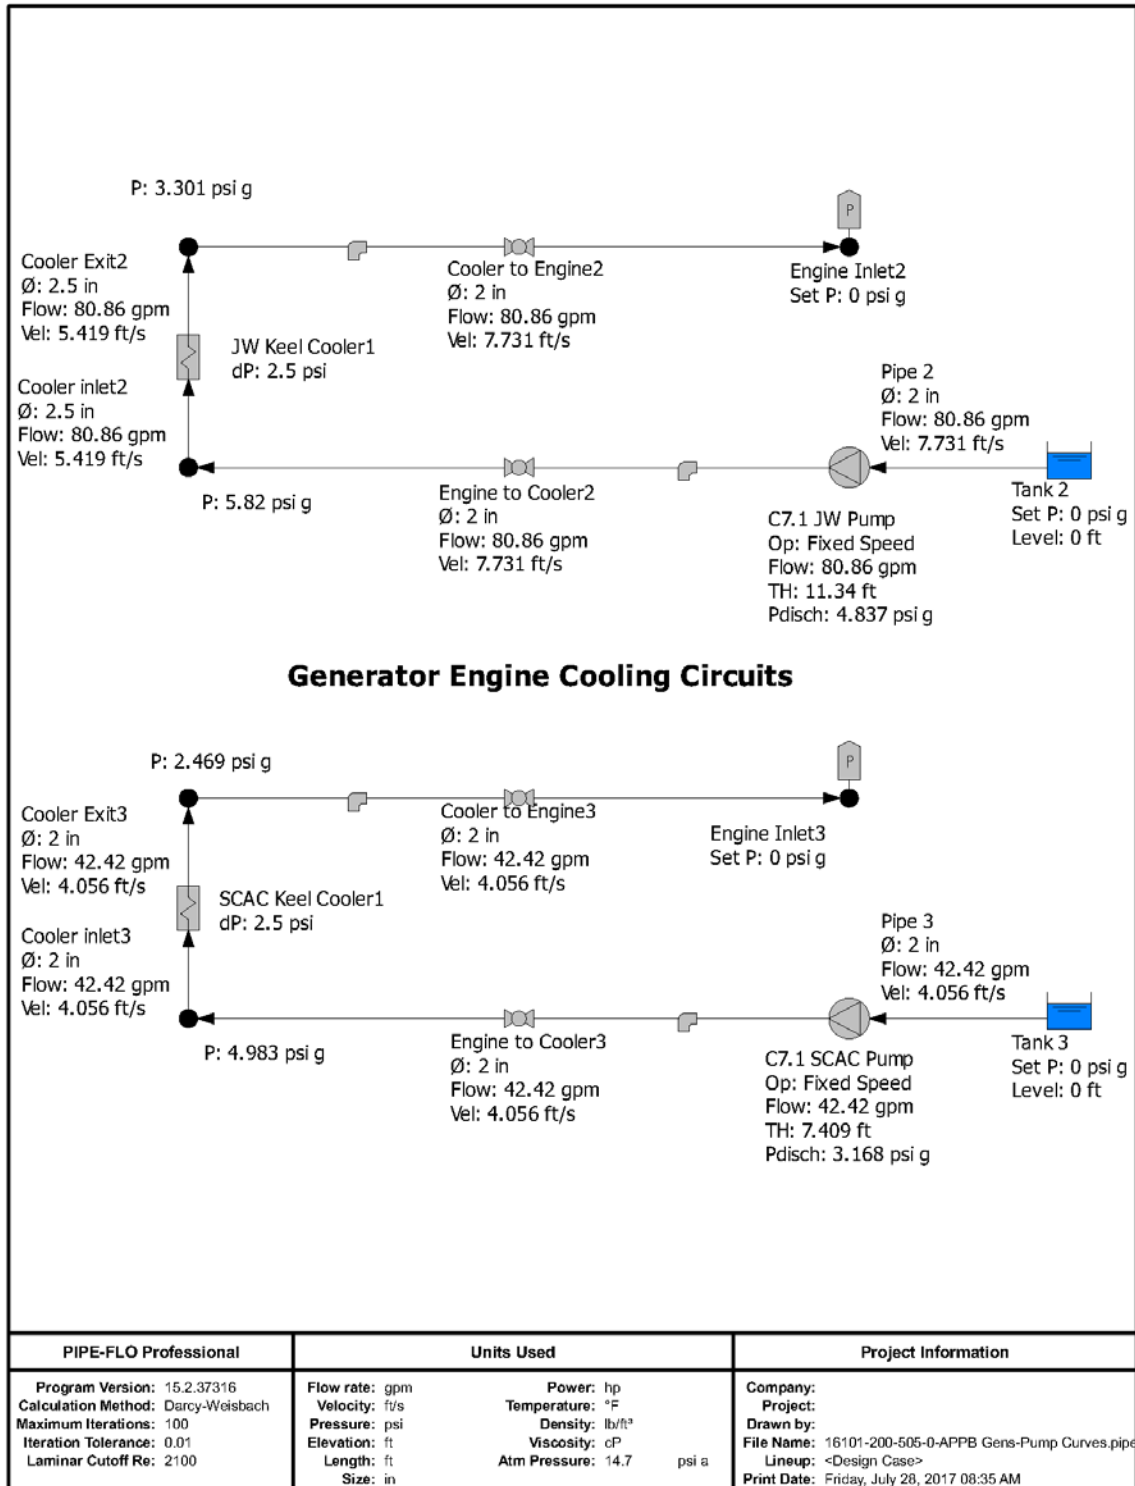 P: 3.301 psi g
P
Cooler Exit2
Ø: 2.5 in
Flow: 80.86 gpm
Vel: 5.419 ft/s
Cooler to Engine2
Ø: 2 in
Flow: 80.86 gpm
Vel: 7.731 ft/s
Engine Inlet2
Set P: 0 psi g
JW Keel Cooler1
dP: 2.5 psi
Cooler inlet2
Ø: 2.5 in
Flow: 80.86 gpm
Vel: 5.419 ft/s
Pipe 2
Ø: 2 in
Flow: 80.86 gpm
Vel: 7.731 ft/s
P: 5.82 psi g
Engine to Cooler2
Ø: 2 in
Flow: 80.86 gpm
Vel: 7.731 ft/s
C7.1 JW Pump
Op: Fixed Speed
Flow: 80.86 gpm
TH: 11.34 ft
Pdisch: 4.837 psi g
Tank 2
Set P: 0 psi g
Level: 0 ft
Generator Engine Cooling Circuits
P: 2.469 psi g
P
Cooler Exit3
Ø: 2 in
Flow: 42.42 gpm
Vel: 4.056 ft/s
Cooler to Engine3
Ø: 2 in
Flow: 42.42 gpm
Vel: 4.056 ft/s
Engine Inlet3
Set P: 0 psi g
SCAC Keel Cooler1
dP: 2.5 psi
Cooler inlet3
Ø: 2 in
Flow: 42.42 gpm
Vel: 4.056 ft/s
Pipe 3
Ø: 2 in
Flow: 42.42 gpm
Vel: 4.056 ft/s
P: 4.983 psi g
Engine to Cooler3
Ø: 2 in
Flow: 42.42 gpm
Vel: 4.056 ft/s
C7.1 SCAC Pump
Op: Fixed Speed
Flow: 42.42 gpm
TH: 7.409 ft
Pdisch: 3.168 psi g
Tank 3
Set P: 0 psi g
Level: 0 ft
PIPE-FLO Professional
Program Version: 15.2.37316
Calculation Method: Darcy-Weisbach
Maximum Iterations: 100
Iteration Tolerance: 0.01
Laminar Cutoff Re: 2100
Units Used
Flow rate: gpm
Velocity: ft/s
Pressure: psi
Elevation: ft
Length: ft
Size: in
Power: hp
Temperature: °F
Density: lb/ft³
Viscosity: cP
Atm Pressure: 14.7 psi a
Project Information
Company:
Project:
Drawn by:
File Name: 16101-200-505-0-APPB Gens-Pump Curves.pipe
Lineup: <Design Case>
Print Date: Friday, July 28, 2017 08:35 AM